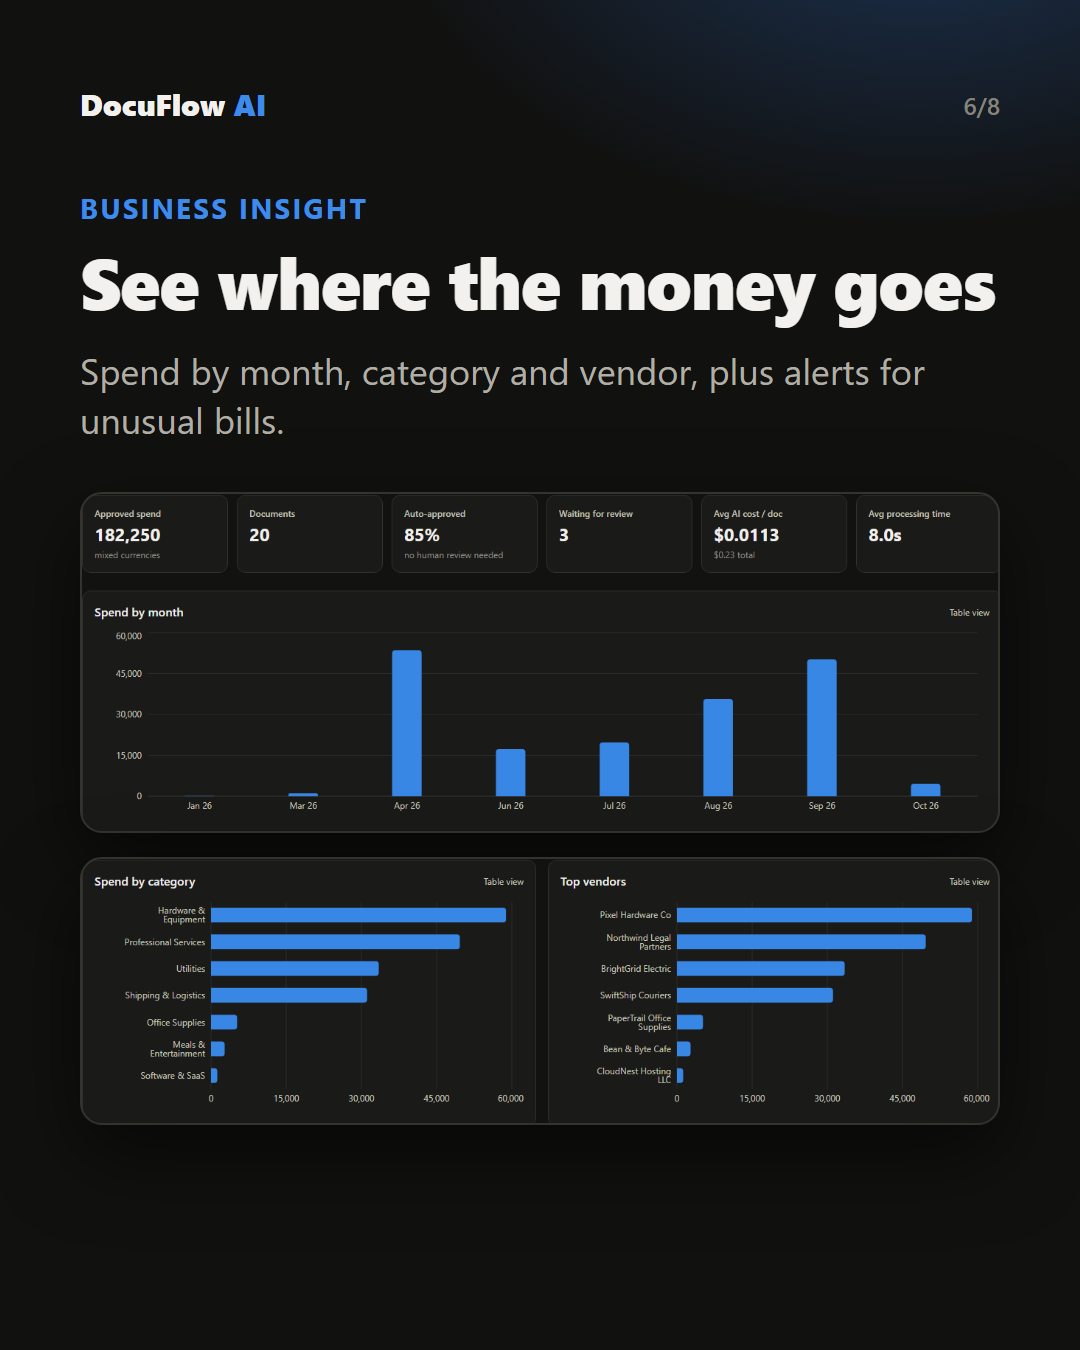 DocuFlow AI
6/8
BUSINESS INSIGHT
See where the money goes
Spend by month, category and vendor, plus alerts for
unusual bills.
Approved spend
182,250
mixed currencies
Documents
20
Auto-approved
85%
no human review needed
Waiting for review
3
Avg AI cost / doc
$0.0113
$0.23 total
Avg processing time
8.0s
Spend by month
Table view
60,000
45,000
30,000
15,000
0
Jan 26
Mar 26
Apr 26
Jun 26
Jul 26
Aug 26
Sep 26
Oct 26
Spend by category
Table view
Hardware &
Equipment
Professional Services
Utilities
Shipping & Logistics
Office Supplies
Meals &
Entertainment
Software & SaaS
0
15,000
30,000
45,000
60,000
Top vendors
Table view
Pixel Hardware Co
Northwind Legal
Partners
BrightGrid Electric
SwiftShip Couriers
PaperTrail Office
Supplies
Bean & Byte Cafe
CloudNest Hosting
LLC
0
15,000
30,000
45,000
60,000